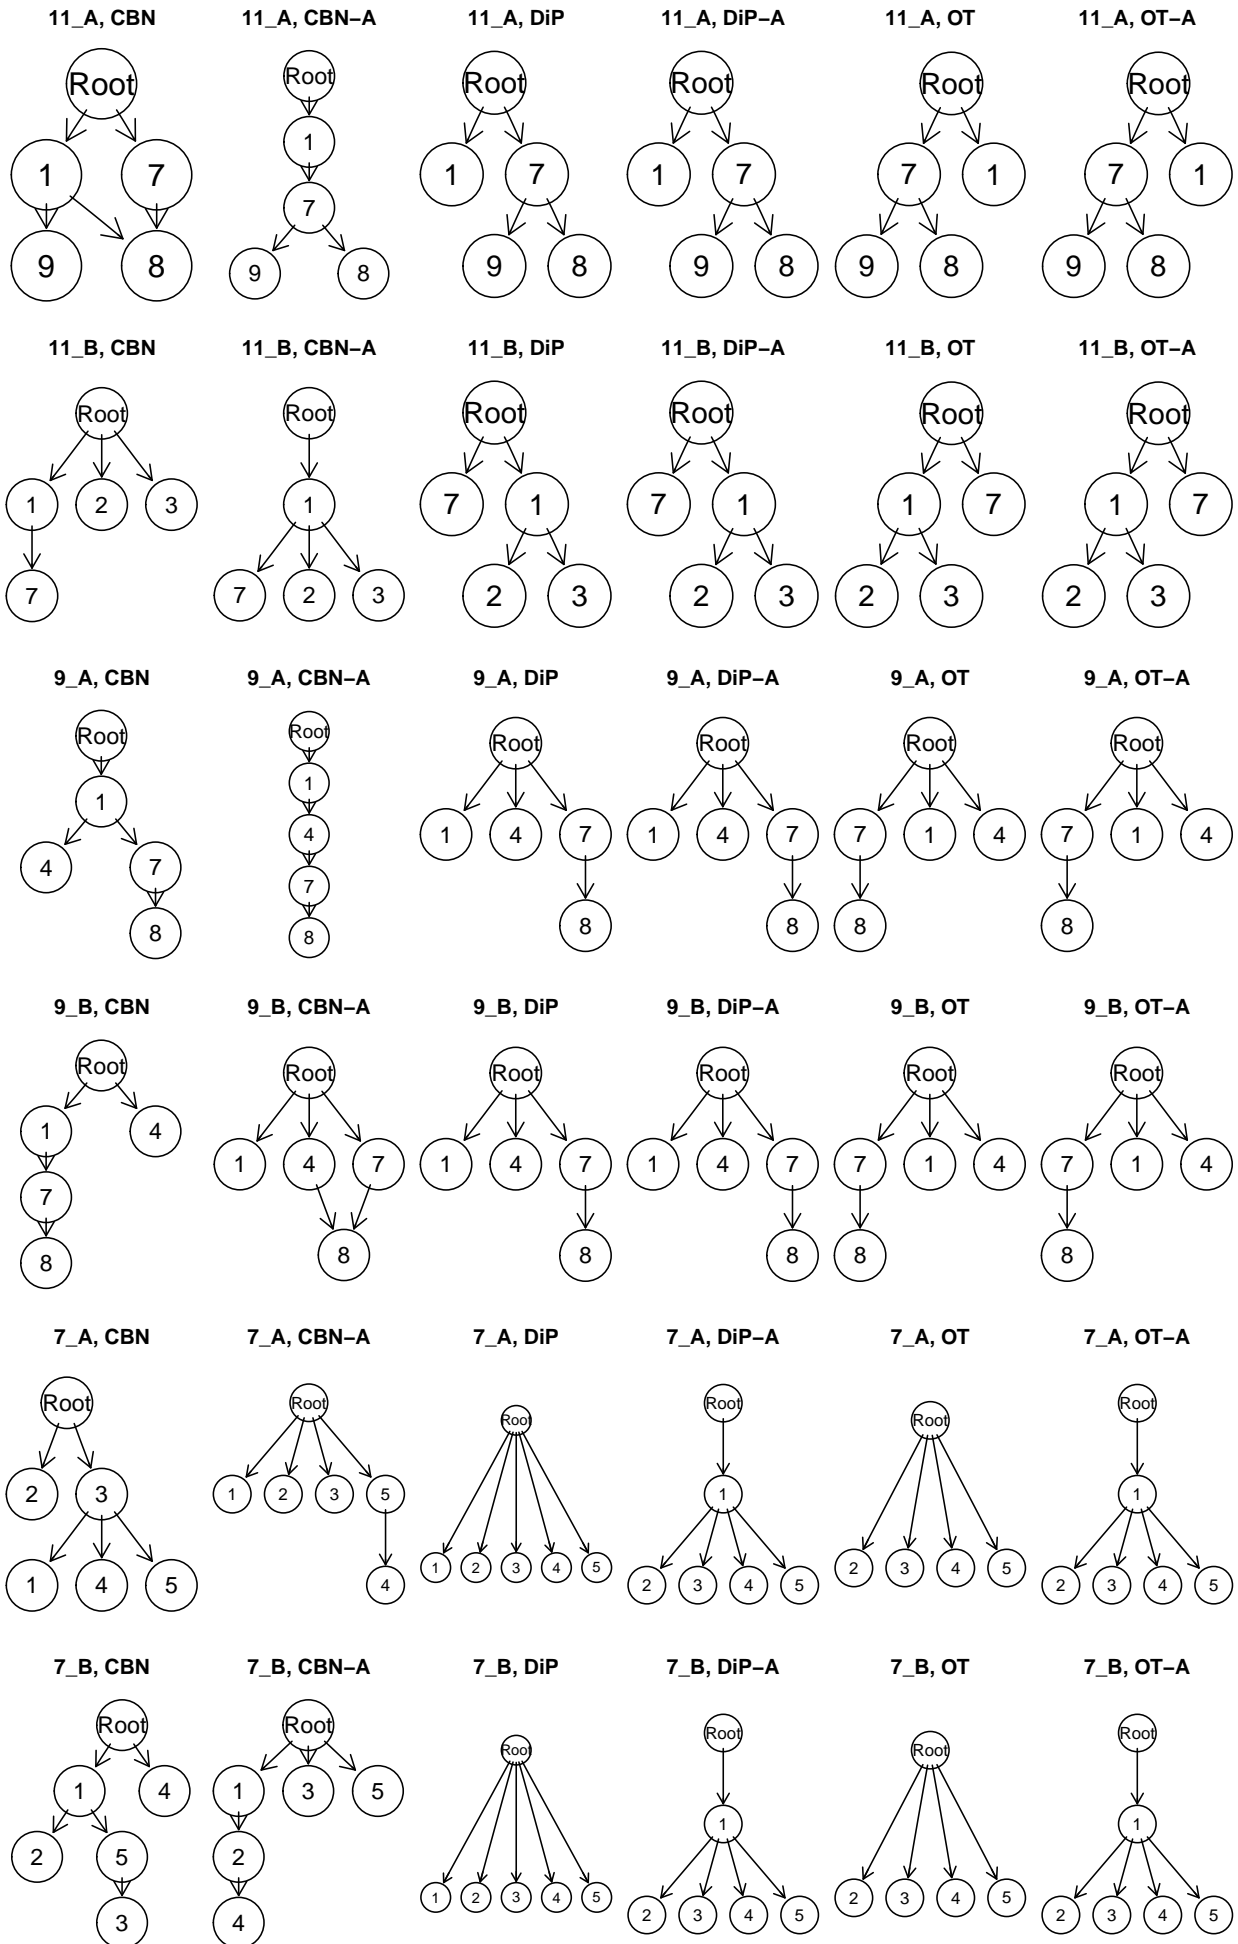 11_A, CBN 11_A, CBN−A 11_A, DiP 11_A, DiP−A 11_A, OT 11_A, OT−A
Root Root Root Root Root Root
1
1 7 1 7 1 7 7 1 7 1
7
9 8 9 8 9 8 9 8 9 8 9 8
11_B, CBN 11_B, CBN−A 11_B, DiP 11_B, DiP−A 11_B, OT 11_B, OT−A
Root Root Root Root Root Root
1 2 3 1 7 1 7 1 1 7 1 7
7 7 2 3 2 3 2 3 2 3 2 3
9_A, CBN 9_A, CBN−A 9_A, DiP 9_A, DiP−A 9_A, OT 9_A, OT−A
Root Root Root Root Root Root
1 1
4 1 4 7 1 4 7 7 1 4 7 1 4
4 7 7
8 8 8 8 8 8
9_B, CBN 9_B, CBN−A 9_B, DiP 9_B, DiP−A 9_B, OT 9_B, OT−A
Root Root Root Root Root Root
1 4
1 4 7 1 4 7 1 4 7 7 1 4 7 1 4
7
8 8 8 8 8 8
7_A, CBN 7_A, CBN−A 7_A, DiP 7_A, DiP−A 7_A, OT 7_A, OT−A
Root Root Root Root Root Root
2 3 1 2 3 5 1 1
1 2 3 4 5 2 3 4 5
1 4 5 4 2 3 4 5 2 3 4 5
7_B, CBN 7_B, CBN−A 7_B, DiP 7_B, DiP−A 7_B, OT 7_B, OT−A
Root Root Root Root Root Root
1 4 1 3 5
1 1
2 5 2
1 2 3 4 5 2 3 4 5
3 4 2 3 4 5 2 3 4 5